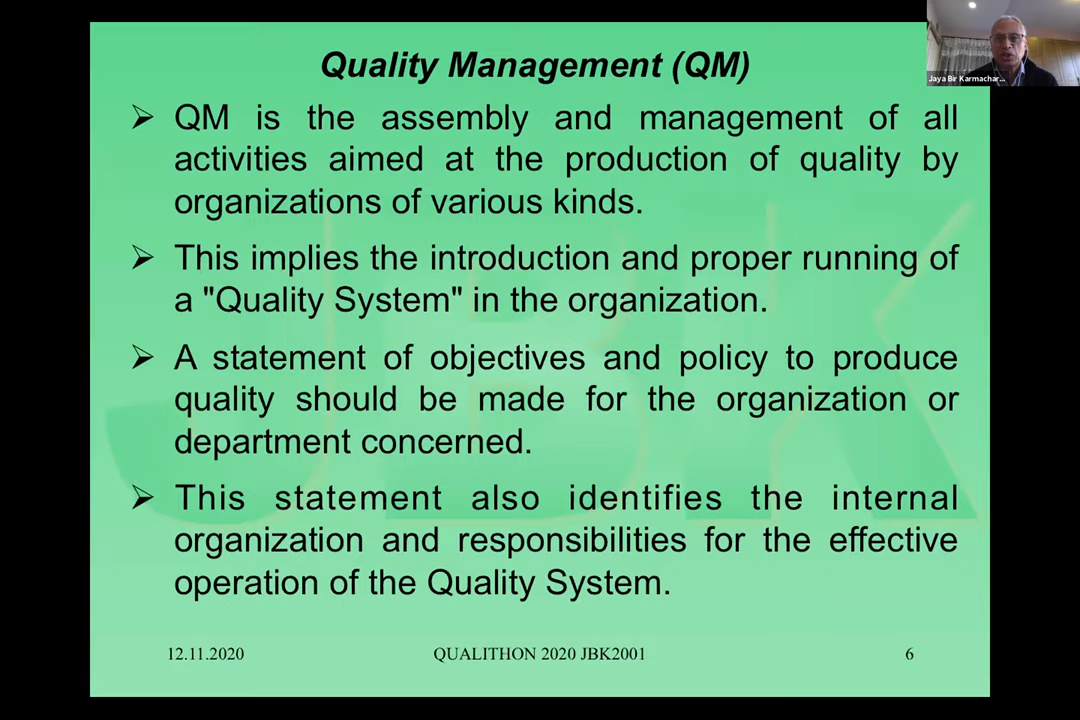 Quality Management (QM)
Jaya Bir Karmachar...
➢ QM is the assembly and management of all
activities aimed at the production of quality by
organizations of various kinds.
➢ This implies the introduction and proper running of
a "Quality System" in the organization.
➢ A statement of objectives and policy to produce
quality should be made for the organization or
department concerned.
➢ This statement also identifies the internal
organization and responsibilities for the effective
operation of the Quality System.
JBK
12.11.2020 QUALITHON 2020 JBK2001 6